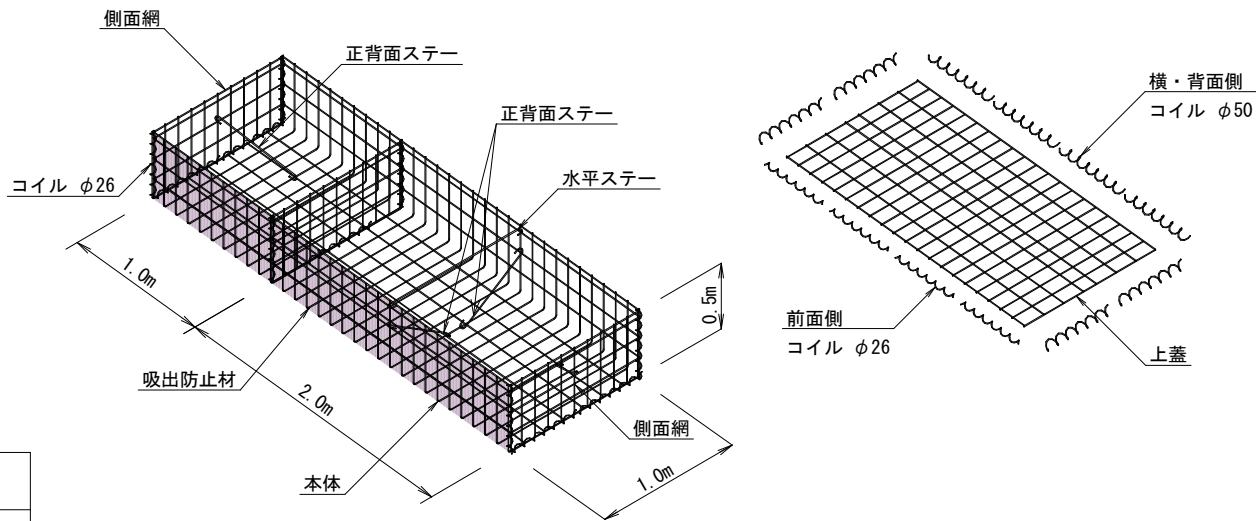 側面網
正背面ステー
正背面ステー
水平ステー
コイル φ26
1.0m
2.0m
0.5m
1.0m
吸出防止材
本体
側面網
横・背面側
コイル φ50
前面側
コイル φ26
上蓋